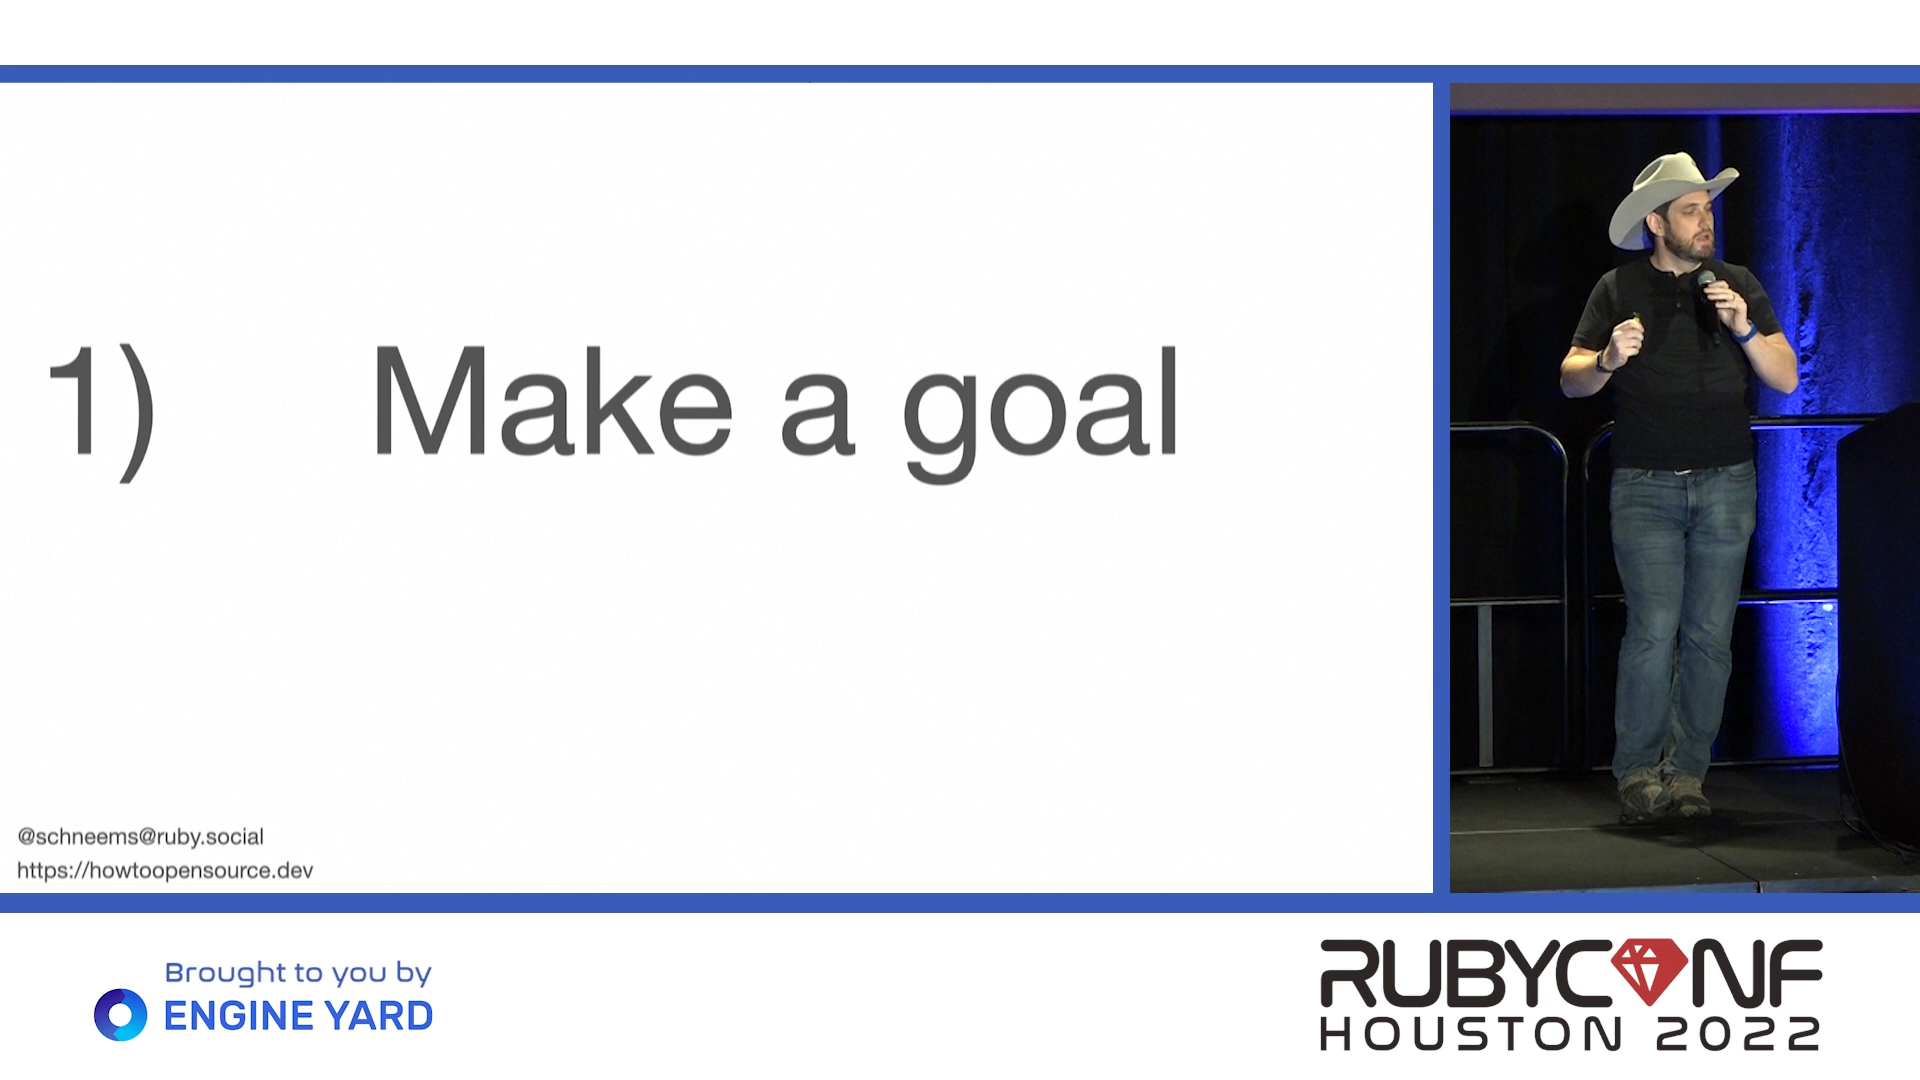 1) Make a goal
@schneems@ruby.social
https://howtoopensource.dev
Brought to you by
ENGINE YARD
RUBYCONF
HOUSTON 2022